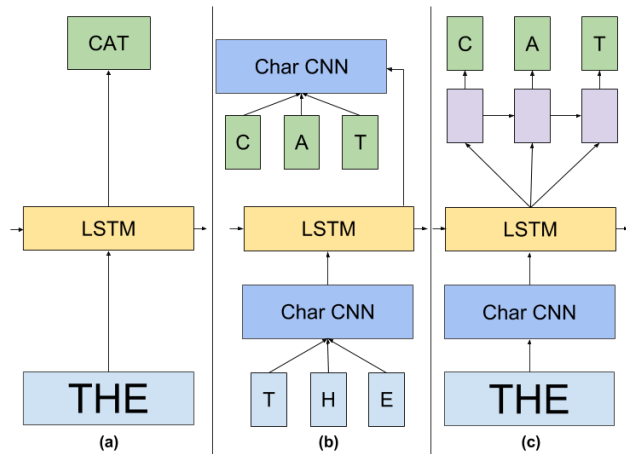 CAT
LSTM
THE
(a)
Char CNN
C A T
LSTM
Char CNN
T H E
(b)
C A T
LSTM
Char CNN
THE
(c)